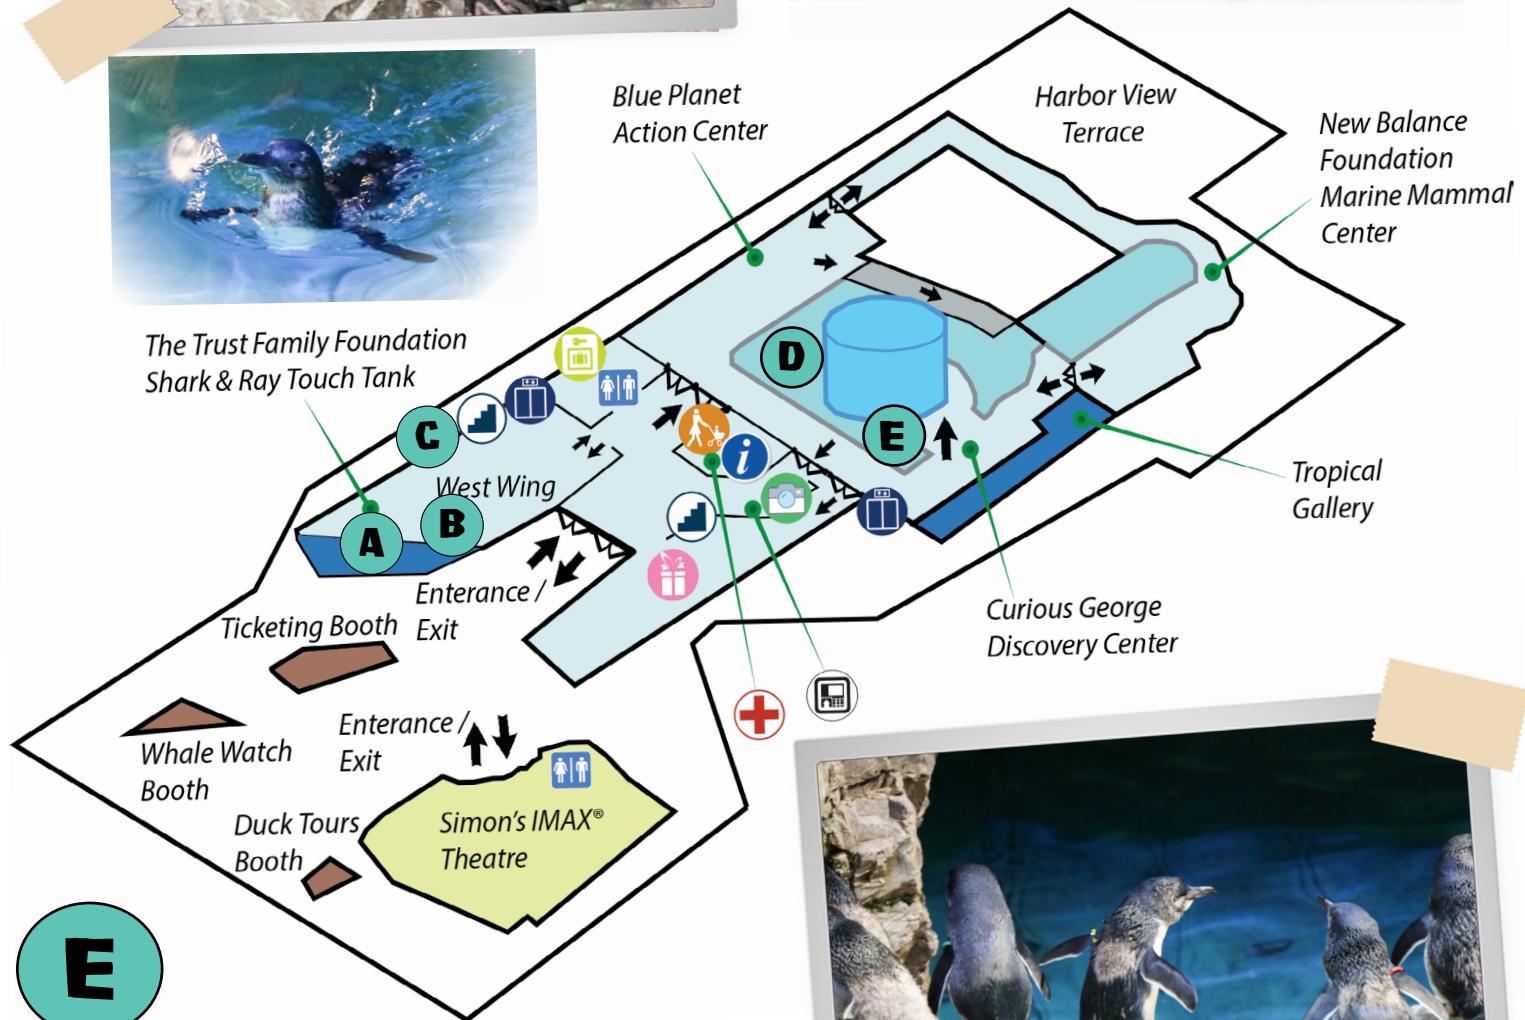 Blue Planet
Action Center
Harbor View
Terrace
New Balance
Foundation
Marine Mammal
Center
The Trust Family Foundation
Shark & Ray Touch Tank
D
C
E
i
West Wing
A
B
Tropical
Gallery
Enterance /
Exit
Curious George
Discovery Center
Ticketing Booth
Enterance /
Exit
Whale Watch
Booth
Duck Tours
Booth
Simon's IMAX®
Theatre
E